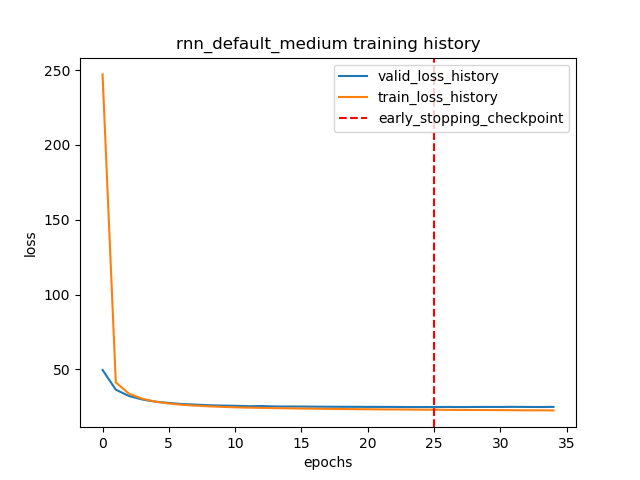 rnn_default_medium training history
valid_loss_history
train_loss_history
early_stopping_checkpoint
250
200
150
100
50
loss
0
5
10
15
20
25
30
35
epochs